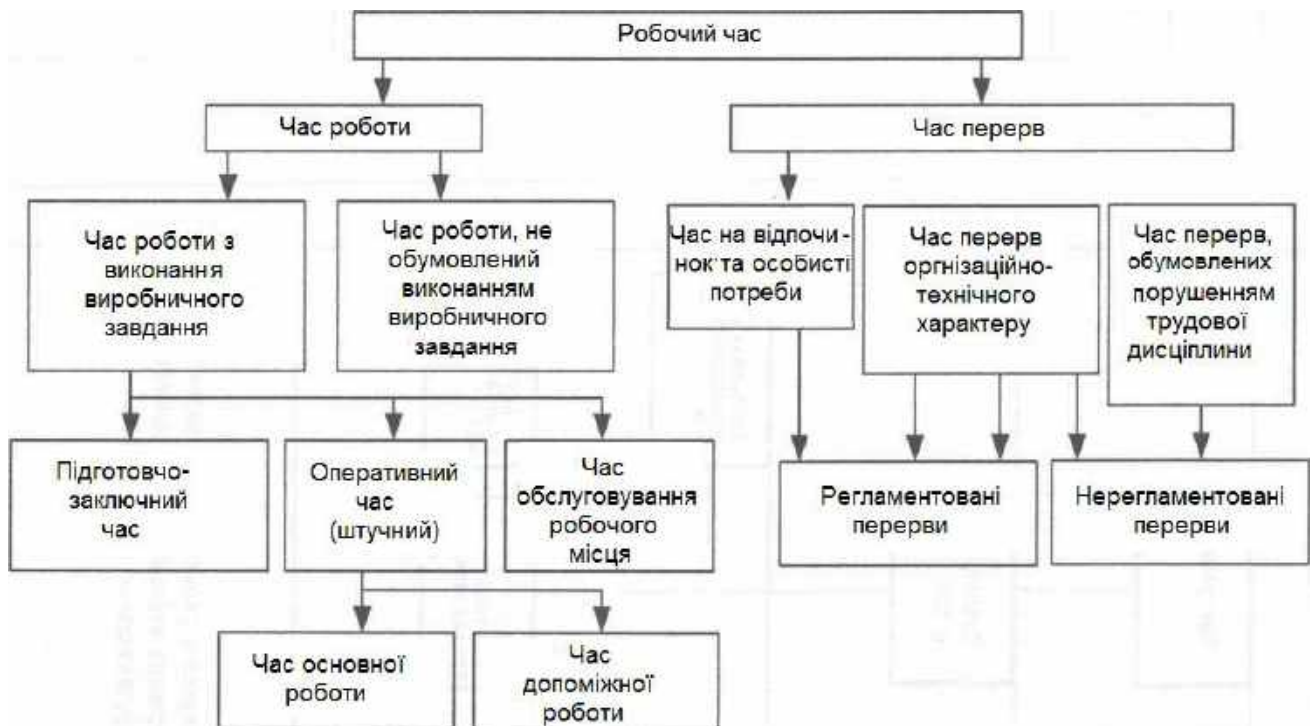 Робочий час
Час роботи
Час перерв
Час роботи з
виконання
виробничого
завдання
Час роботи, не
обумовлений
виконанням
виробничого
завдання
Час на відпочи-
нок та особисті
потреби
Час перерв
оргнізаційно-
технічного
характеру
Час перерв,
обумовлених
порушенням
трудової
дисципліни
Підготовчо-
заключний
час
Оперативний
час
(штучний)
Час
обслуговування
робочого
місця
Регламентовані
перерви
Нерегламентовані
перерви
Час основної
роботи
Час
допоміжної
роботи